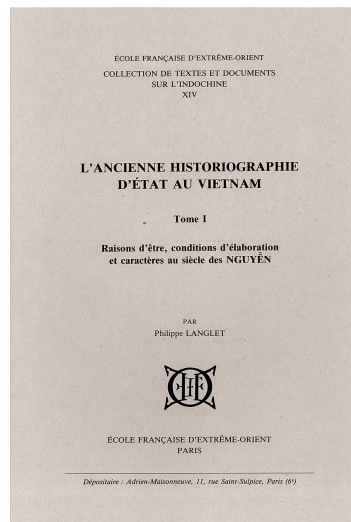 ÉCOLE FRANÇAISE D'EXTRÊME-ORIENT
COLLECTION DE TEXTES ET DOCUMENTS
SUR L'INDOCHINE
XIV
L'ANCIENNE HISTORIOGRAPHIE
D'ÉTAT AU VIETNAM
Tome I
Raisons d'être, conditions d'élaboration
et caractères au siècle des NGUYỄN
PAR
Philippe LANGLET
ÉCOLE FRANÇAISE D'EXTRÊME-ORIENT
PARIS
Dépositaire : Adrien-Maisonneuve, 11, rue Saint-Sulpice, Paris (6e)